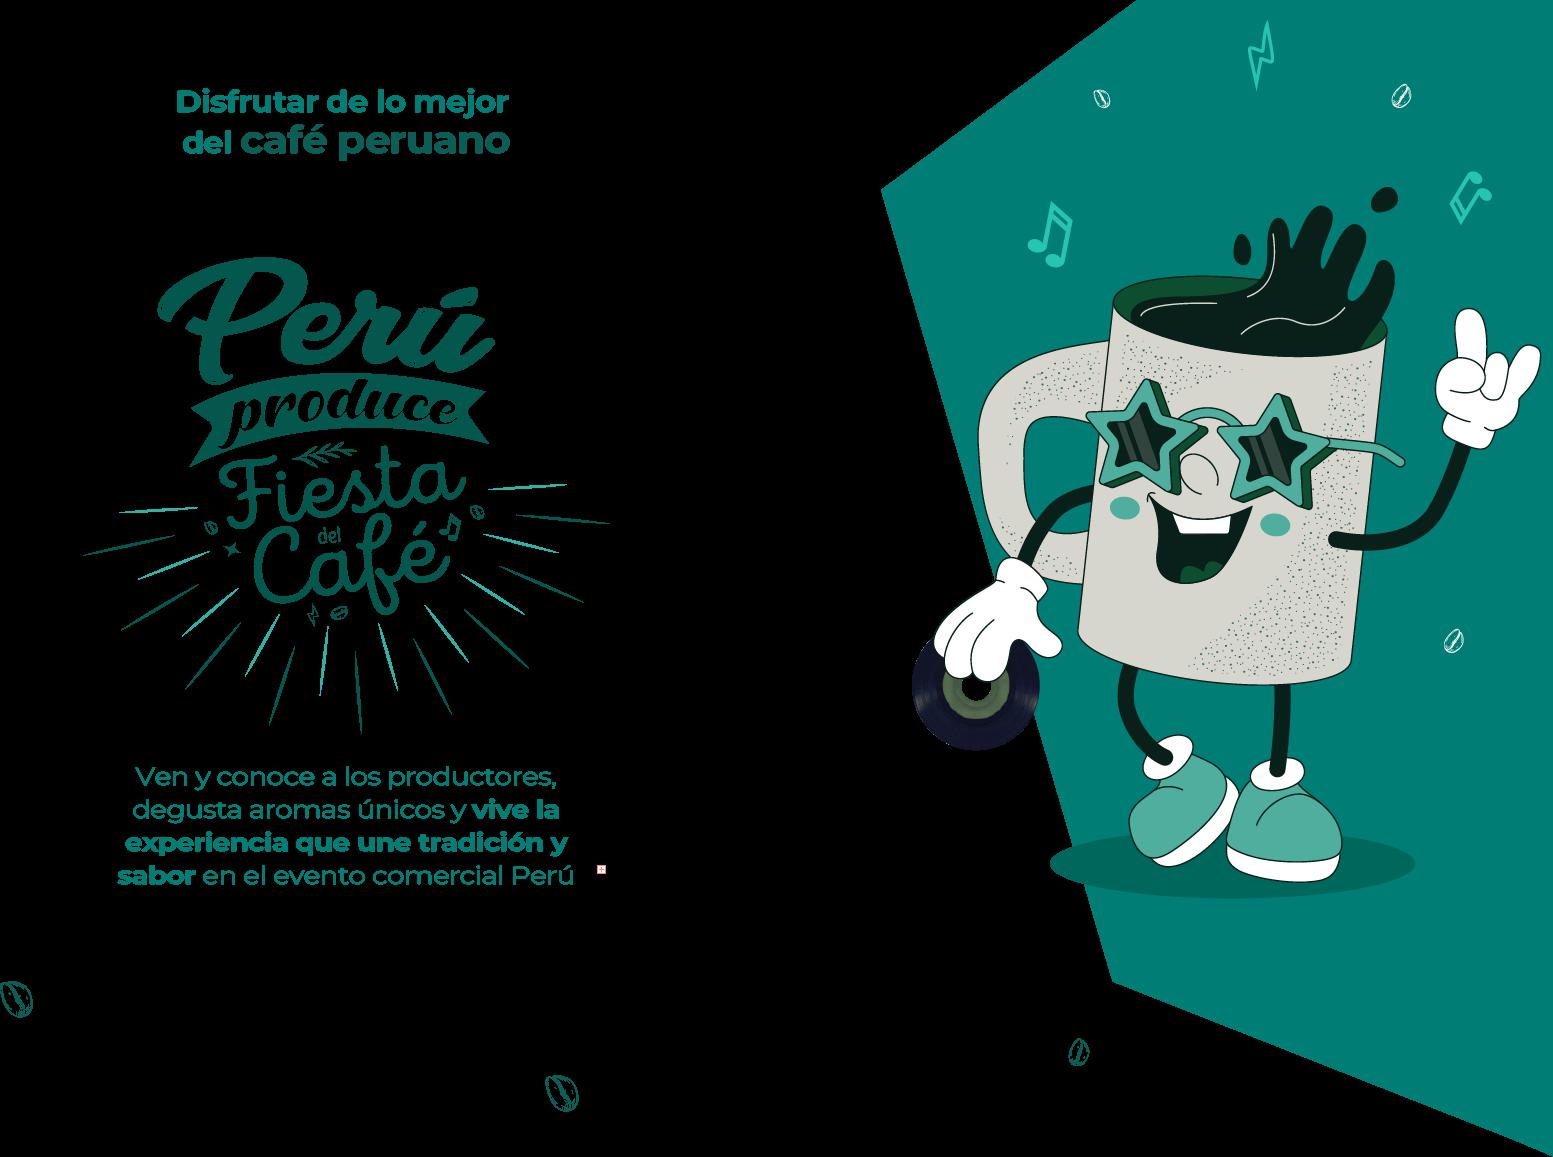 Disfrutar de lo mejor
del café peruano
Perú
produce
Fiesta
del
Café
Ven y conoce a los productores,
degusta aromas únicos y vive la
experiencia que une tradición y
sabor en el evento comercial Perú